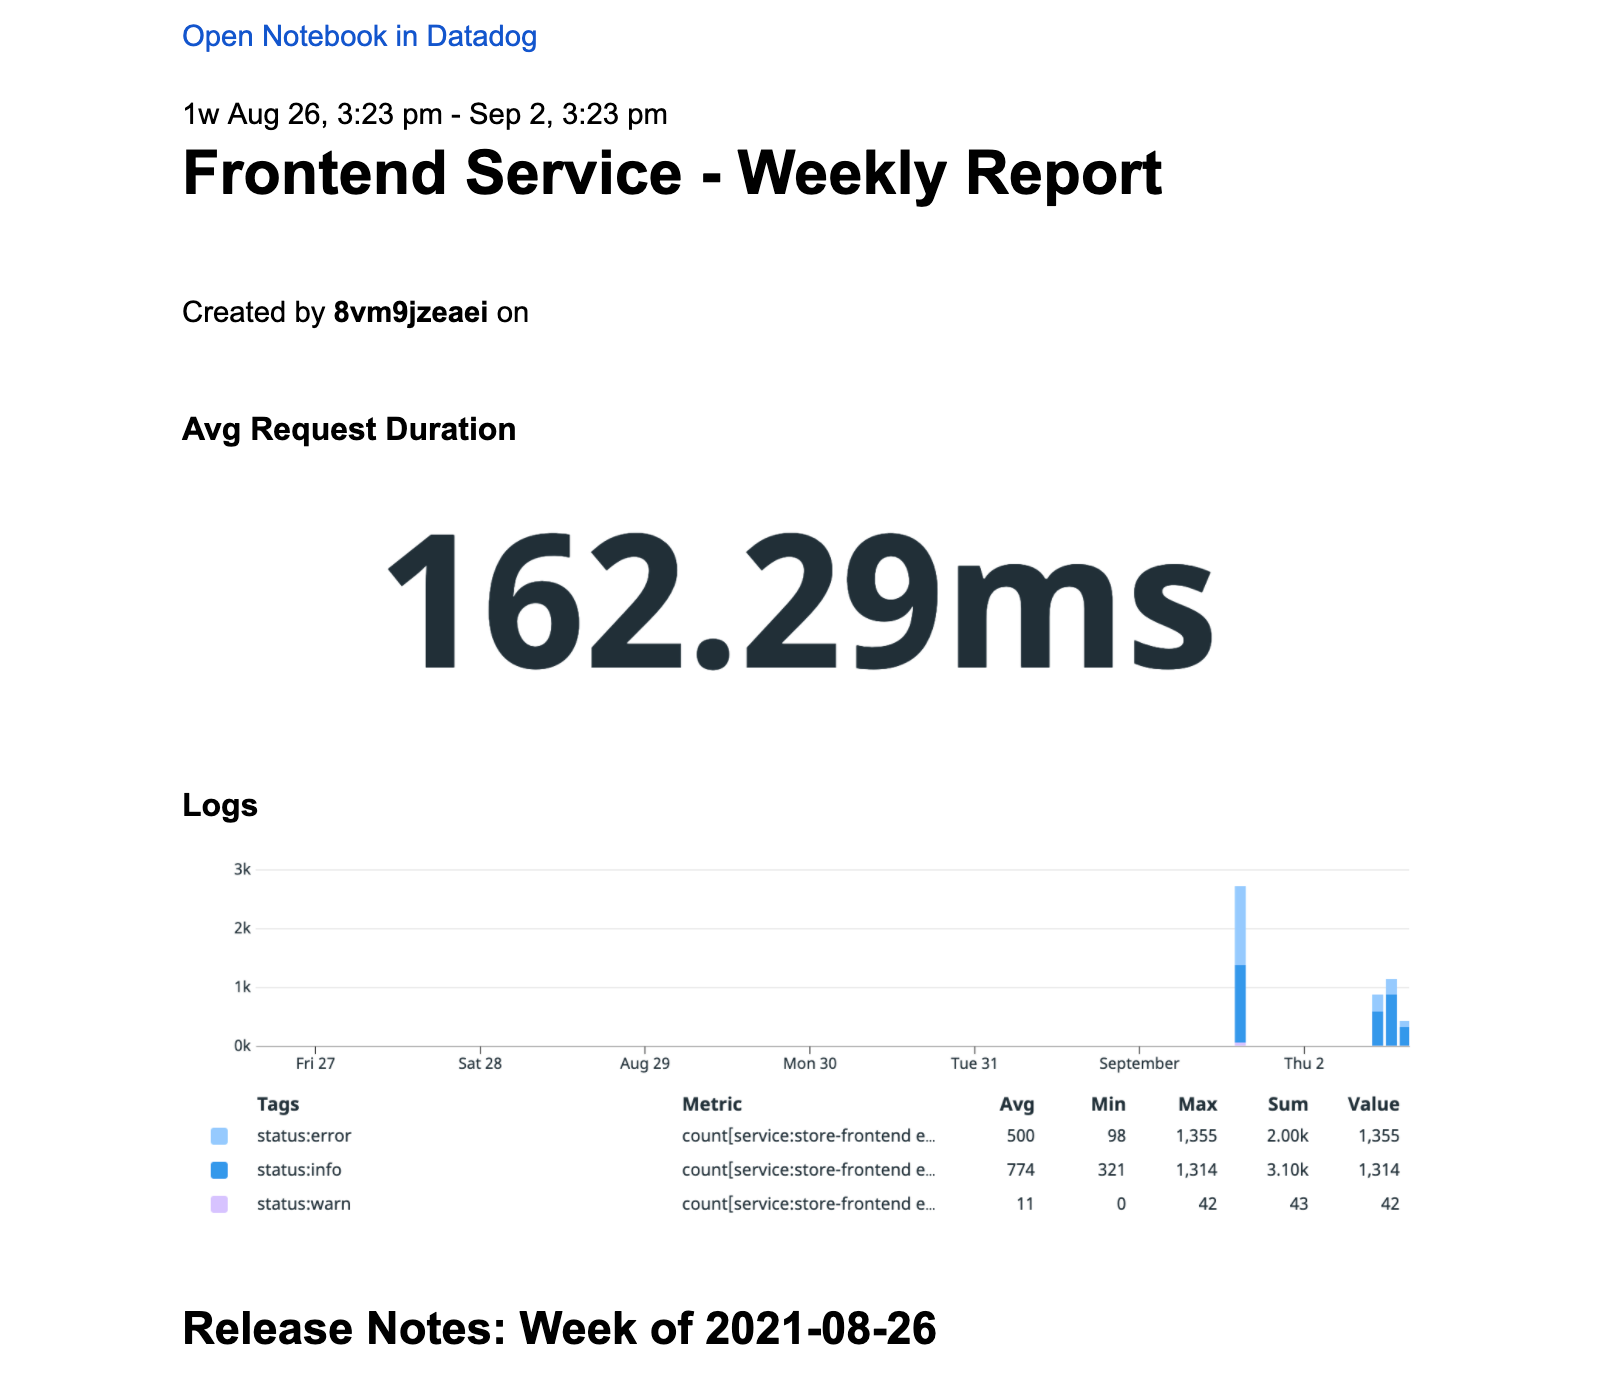 Open Notebook in Datadog
1w Aug 26, 3:23 pm - Sep 2, 3:23 pm
Frontend Service - Weekly Report
Created by 8vm9jzeaei on
Avg Request Duration
162.29ms
Logs
3k
2k
1k
0k
Fri 27 Sat 28 Aug 29 Mon 30 Tue 31 September Thu 2
Tags Metric Avg Min Max Sum Value
status:error count[service:store-frontend e... 500 98 1,355 2.00k 1,355
status:info count[service:store-frontend e... 774 321 1,314 3.10k 1,314
status:warn count[service:store-frontend e... 11 0 42 43 42
Release Notes: Week of 2021-08-26